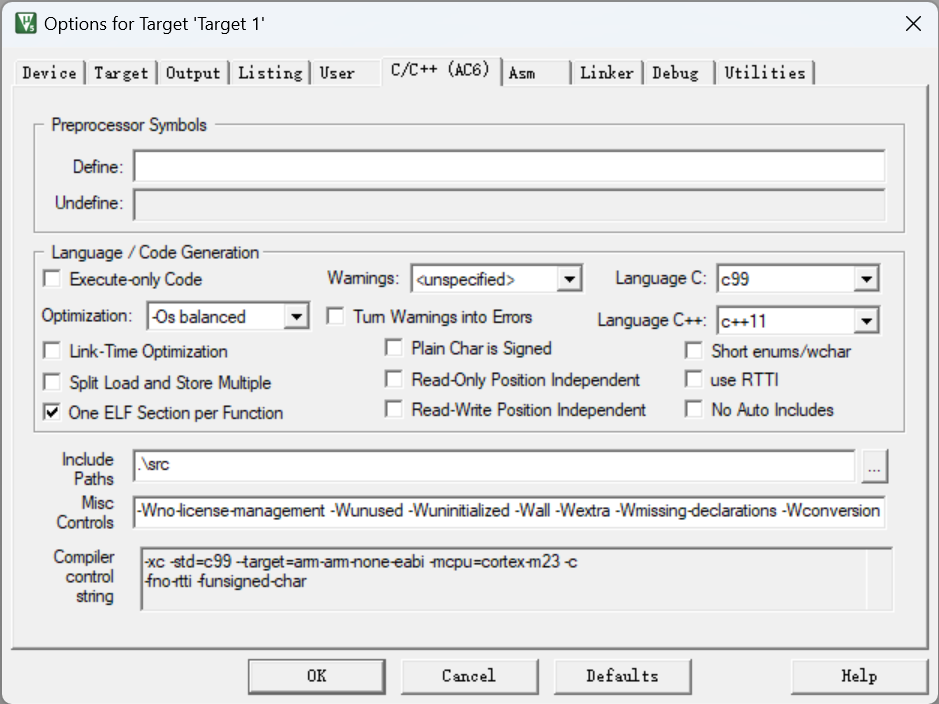 Options for Target 'Target 1'
Device Target Output Listing User C/C++ (AC6) Asm Linker Debug Utilities
Preprocessor Symbols
Define:
Undefine:
Language / Code Generation
Execute-only Code
Warnings: <unspecified>
Language C: c99
Optimization: -Os balanced
Turn Warnings into Errors
Language C++: c++11
Link-Time Optimization
Plain Char is Signed
Short enums/wchar
Split Load and Store Multiple
Read-Only Position Independent
use RTTI
One ELF Section per Function
Read-Write Position Independent
No Auto Includes
Include
Paths
.\src
...
Misc
Controls
-Wno-license-management -Wunused -Wuninitialized -Wall -Wextra -Wmissing-declarations -Wconversion
Compiler
control
string
-xc -std=c99 --target=arm-arm-none-eabi -mcpu=cortex-m23 -c
-fno-rtti -funsigned-char
OK Cancel Defaults Help